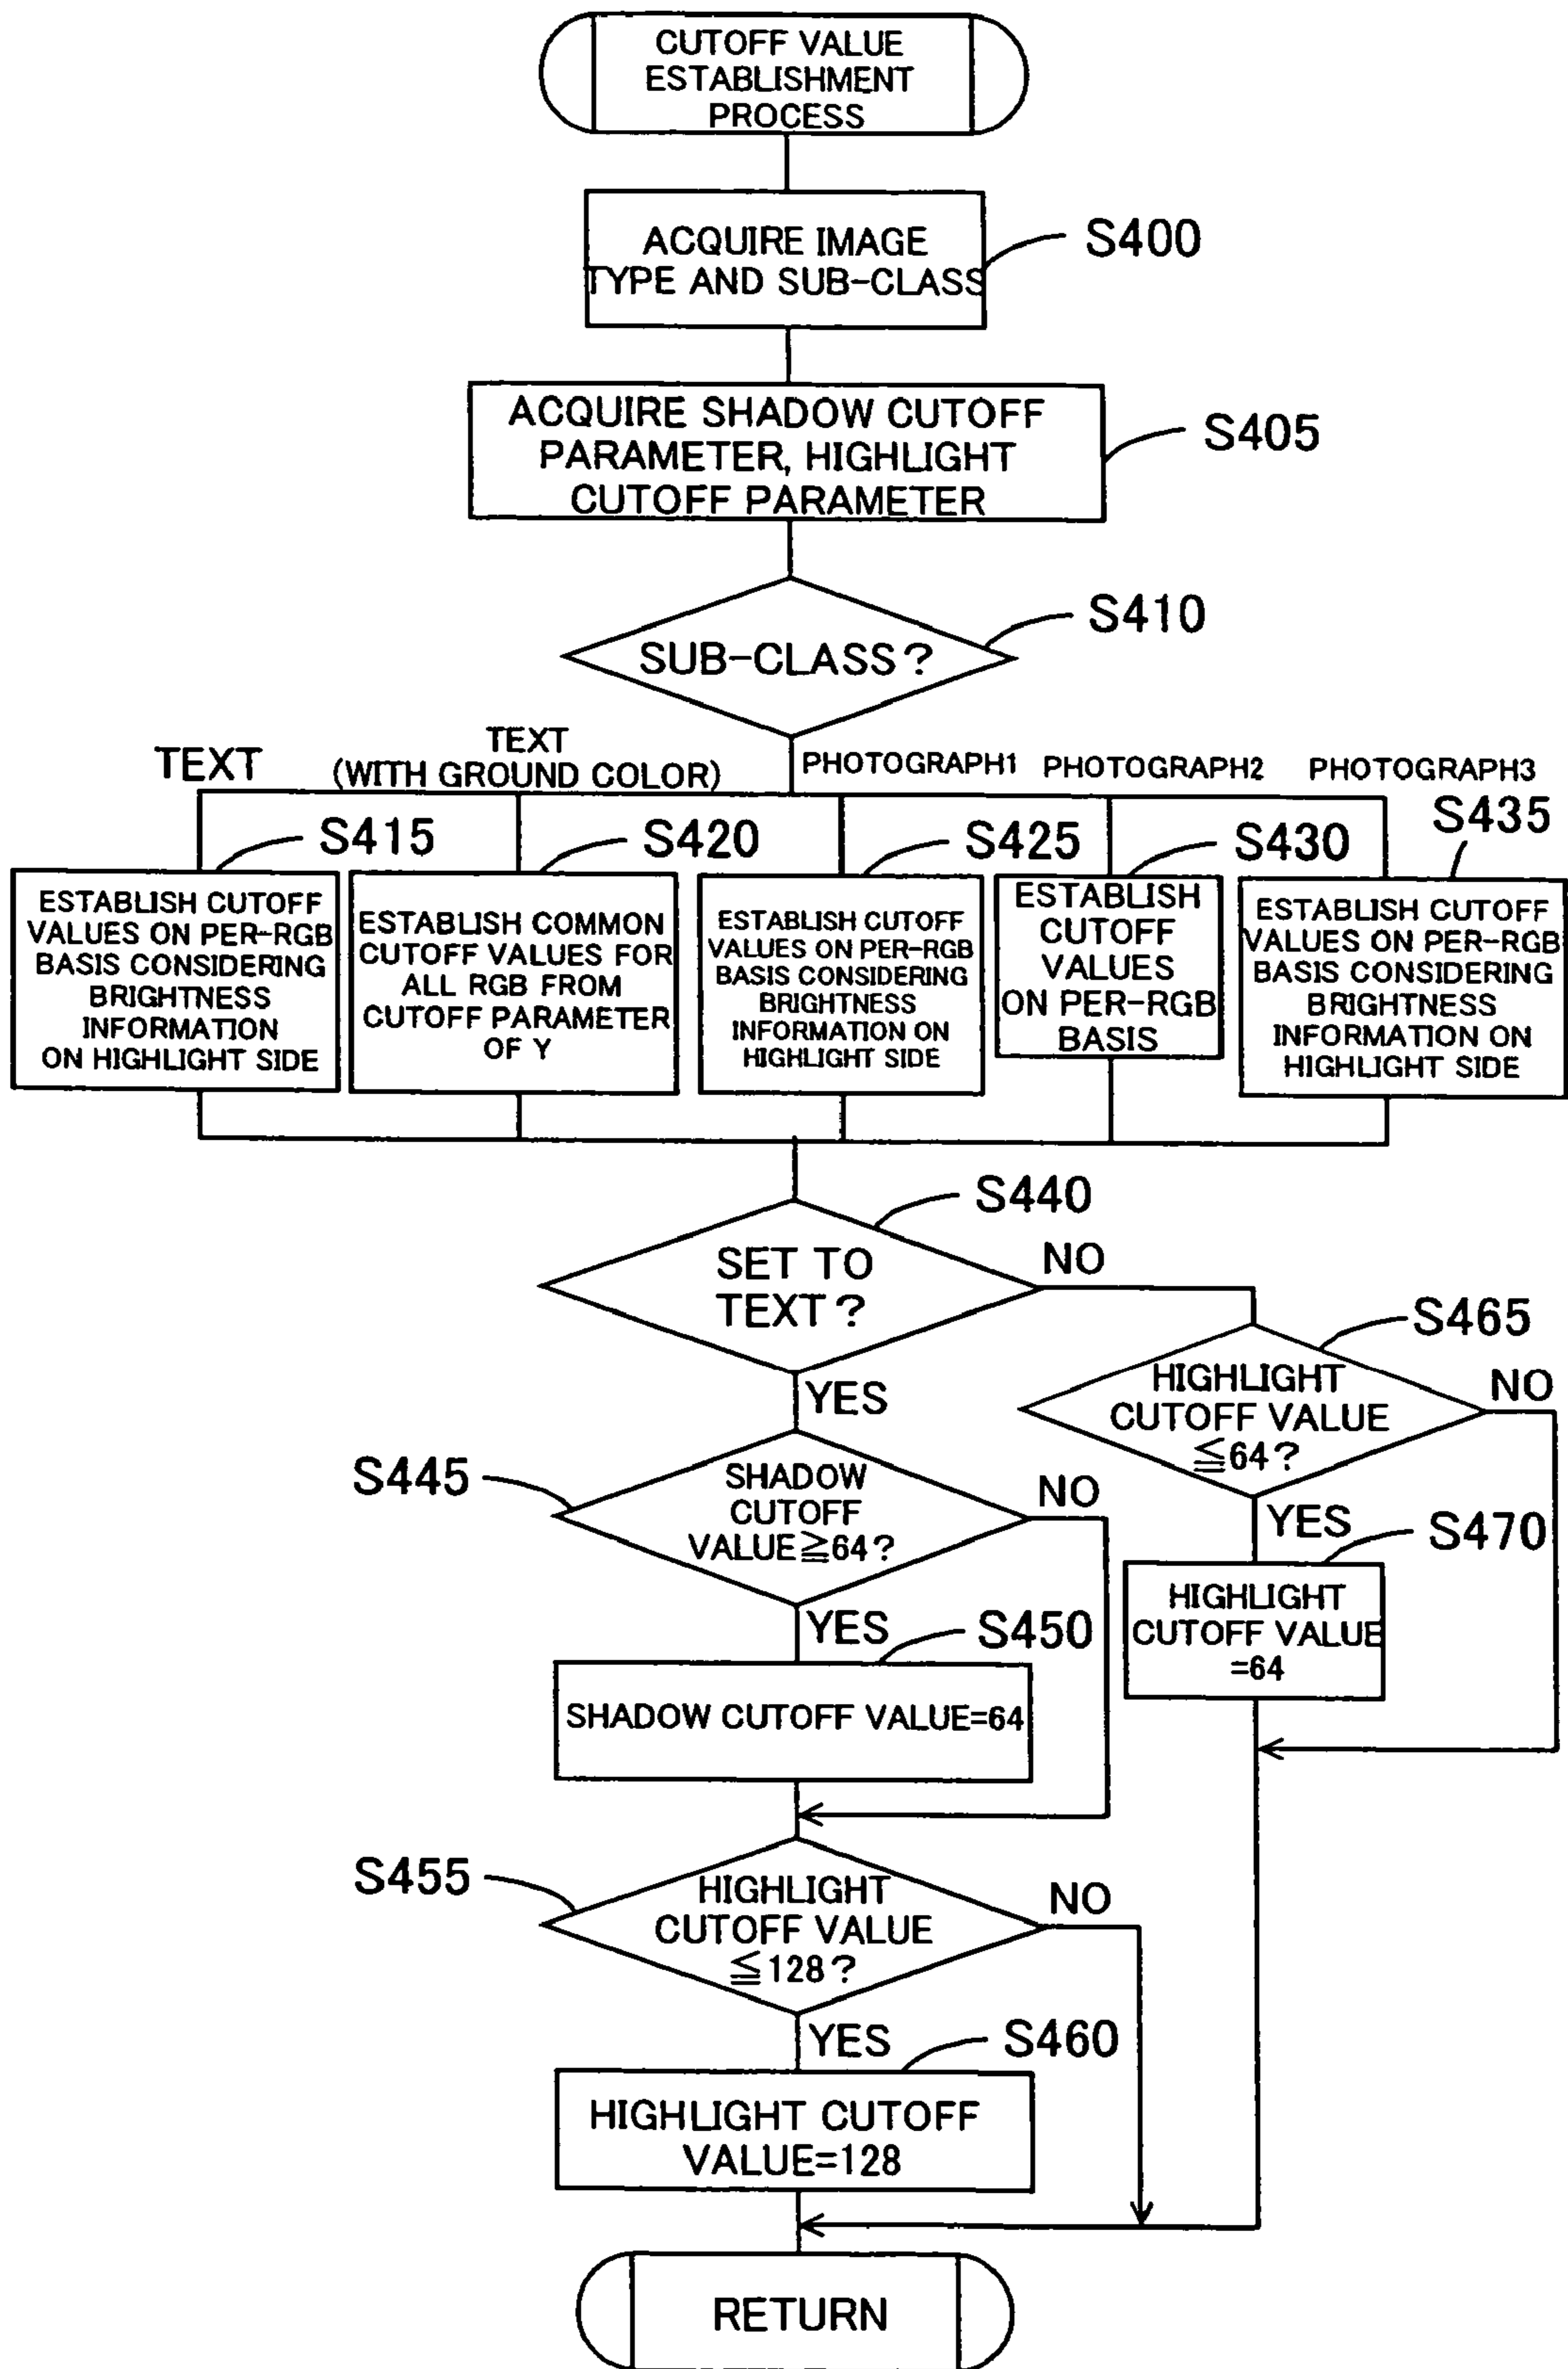 CUTOFF VALUE
ESTABLISHMENT
PROCESS
ACQUIRE IMAGE
TYPE AND SUB-CLASS
S400
ACQUIRE SHADOW CUTOFF
PARAMETER, HIGHLIGHT
CUTOFF PARAMETER
S405
SUB-CLASS?
S410
TEXT
TEXT
(WITH GROUND COLOR)
PHOTOGRAPH1
PHOTOGRAPH2
PHOTOGRAPH3
S415
ESTABLISH CUTOFF
VALUES ON PER-RGB
BASIS CONSIDERING
BRIGHTNESS
INFORMATION
ON HIGHLIGHT SIDE
S420
ESTABLISH COMMON
CUTOFF VALUES FOR
ALL RGB FROM
CUTOFF PARAMETER
OF Y
S425
ESTABLISH CUTOFF
VALUES ON PER-RGB
BASIS CONSIDERING
BRIGHTNESS
INFORMATION ON
HIGHLIGHT SIDE
S430
ESTABLISH
CUTOFF
VALUES
ON PER-RGB
BASIS
S435
ESTABLISH CUTOFF
VALUES ON PER-RGB
BASIS CONSIDERING
BRIGHTNESS
INFORMATION ON
HIGHLIGHT SIDE
S440
SET TO
TEXT?
NO
YES
S465
HIGHLIGHT
CUTOFF VALUE
≦64?
NO
YES
S470
HIGHLIGHT
CUTOFF VALUE
=64
S445
SHADOW
CUTOFF
VALUE≧64?
NO
YES
S450
SHADOW CUTOFF VALUE=64
S455
HIGHLIGHT
CUTOFF VALUE
≦128?
NO
YES
S460
HIGHLIGHT CUTOFF
VALUE=128
RETURN